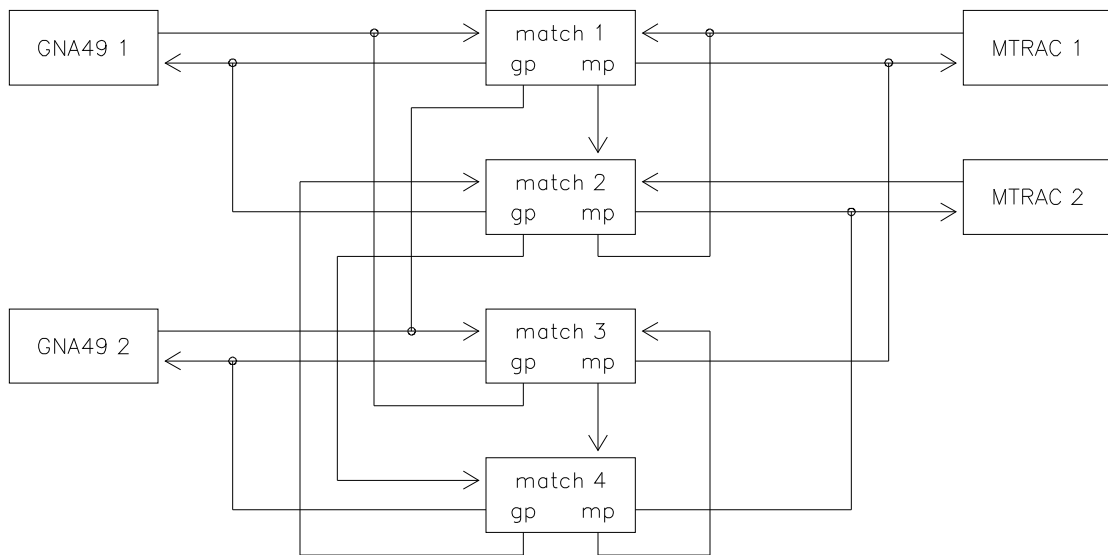 GNA49 1
match 1
gp mp
MTRAC 1
match 2
gp mp
MTRAC 2
GNA49 2
match 3
gp mp
match 4
gp mp